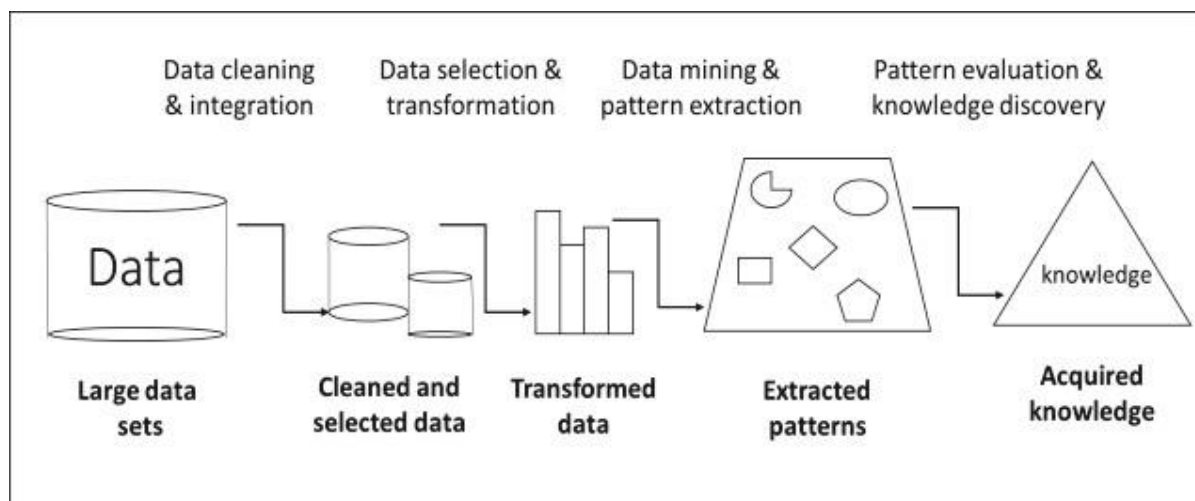 Data cleaning
& integration
Data selection &
transformation
Data mining &
pattern extraction
Pattern evaluation &
knowledge discovery
Data
knowledge
Large data
sets
Cleaned and
selected data
Transformed
data
Extracted
patterns
Acquired
knowledge